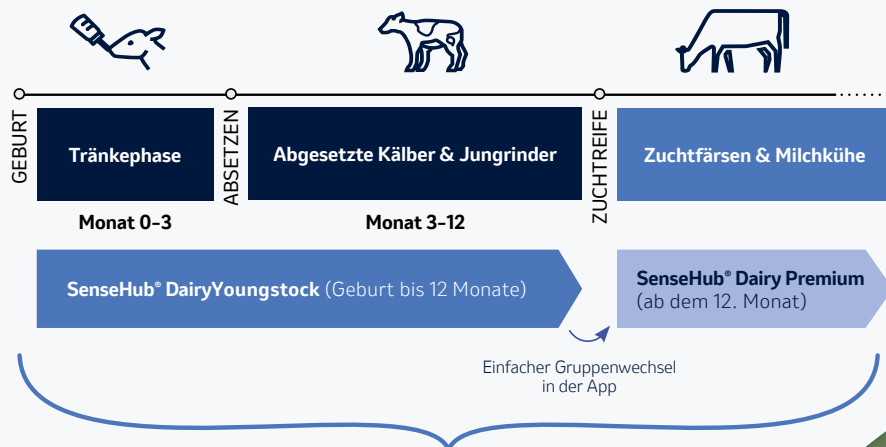 GEBURT
Tränkephase
ABSETZEN
Abgesetzte Kälber & Jungrinder
ZUCHTREIFE
Zuchtfärsen & Milchkühe
Monat 0–3
Monat 3–12
SenseHub® DairyYoungstock (Geburt bis 12 Monate)
SenseHub® Dairy Premium
(ab dem 12. Monat)
Einfacher Gruppenwechsel
in der App